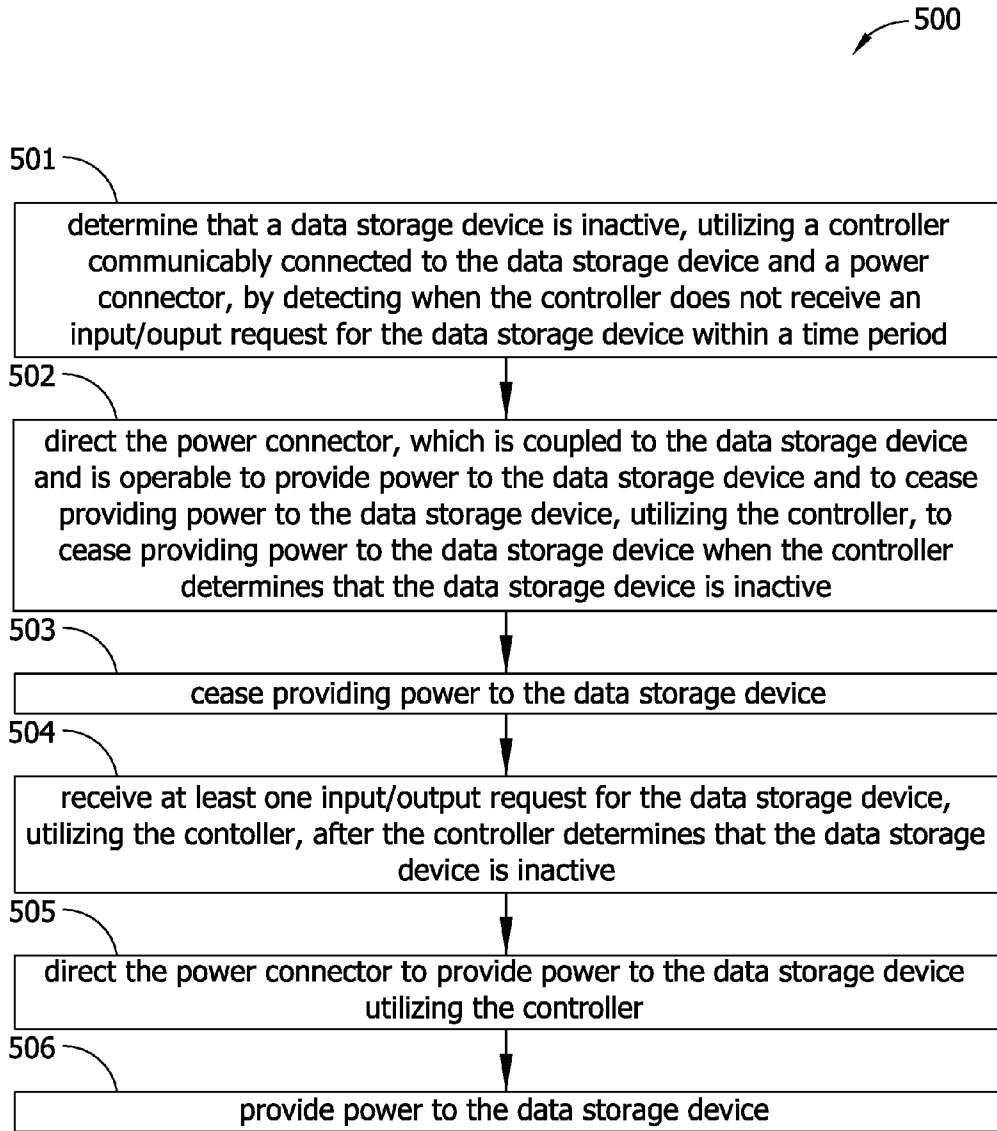 500
501
determine that a data storage device is inactive, utilizing a controller
communicably connected to the data storage device and a power
connector, by detecting when the controller does not receive an
input/ouput request for the data storage device within a time period
502
direct the power connector, which is coupled to the data storage device
and is operable to provide power to the data storage device and to cease
providing power to the data storage device, utilizing the controller, to
cease providing power to the data storage device when the controller
determines that the data storage device is inactive
503
cease providing power to the data storage device
504
receive at least one input/output request for the data storage device,
utilizing the contoller, after the controller determines that the data storage
device is inactive
505
direct the power connector to provide power to the data storage device
utilizing the controller
506
provide power to the data storage device